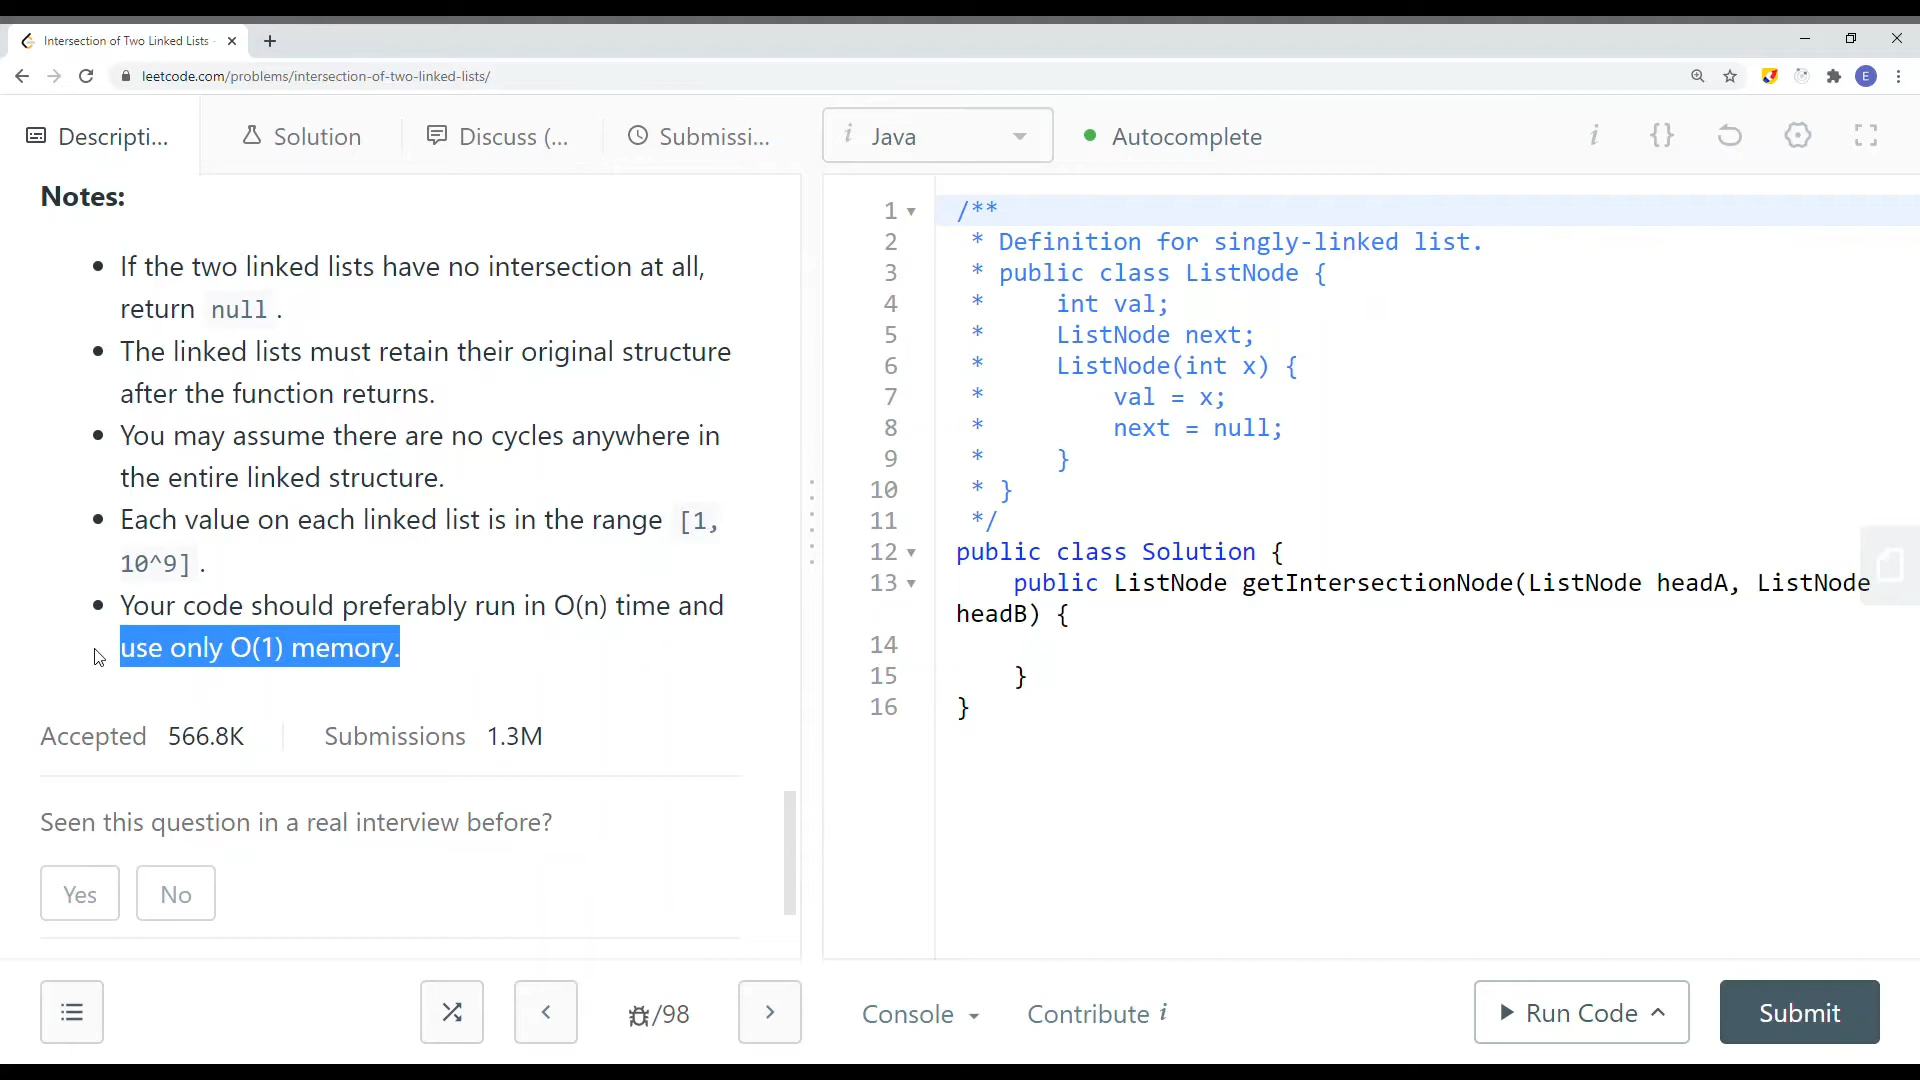 Intersection of Two Linked Lists -
leetcode.com/problems/intersection-of-two-linked-lists/
E
Descripti...
Solution
Discuss (...
Submissi...
i Java
Autocomplete
i {}
Notes:
• If the two linked lists have no intersection at all,
return null .
• The linked lists must retain their original structure
after the function returns.
• You may assume there are no cycles anywhere in
the entire linked structure.
• Each value on each linked list is in the range [1,
10^9] .
• Your code should preferably run in O(n) time and
use only O(1) memory.
Accepted 566.8K
Submissions 1.3M
Seen this question in a real interview before?
Yes
No
1 /**
2 * Definition for singly-linked list.
3 * public class ListNode {
4 *     int val;
5 *     ListNode next;
6 *     ListNode(int x) {
7 *         val = x;
8 *         next = null;
9 *     }
10 * }
11 */
12 public class Solution {
13     public ListNode getIntersectionNode(ListNode headA, ListNode
headB) {
14
15     }
16 }
/98
Console
Contribute i
Run Code
Submit